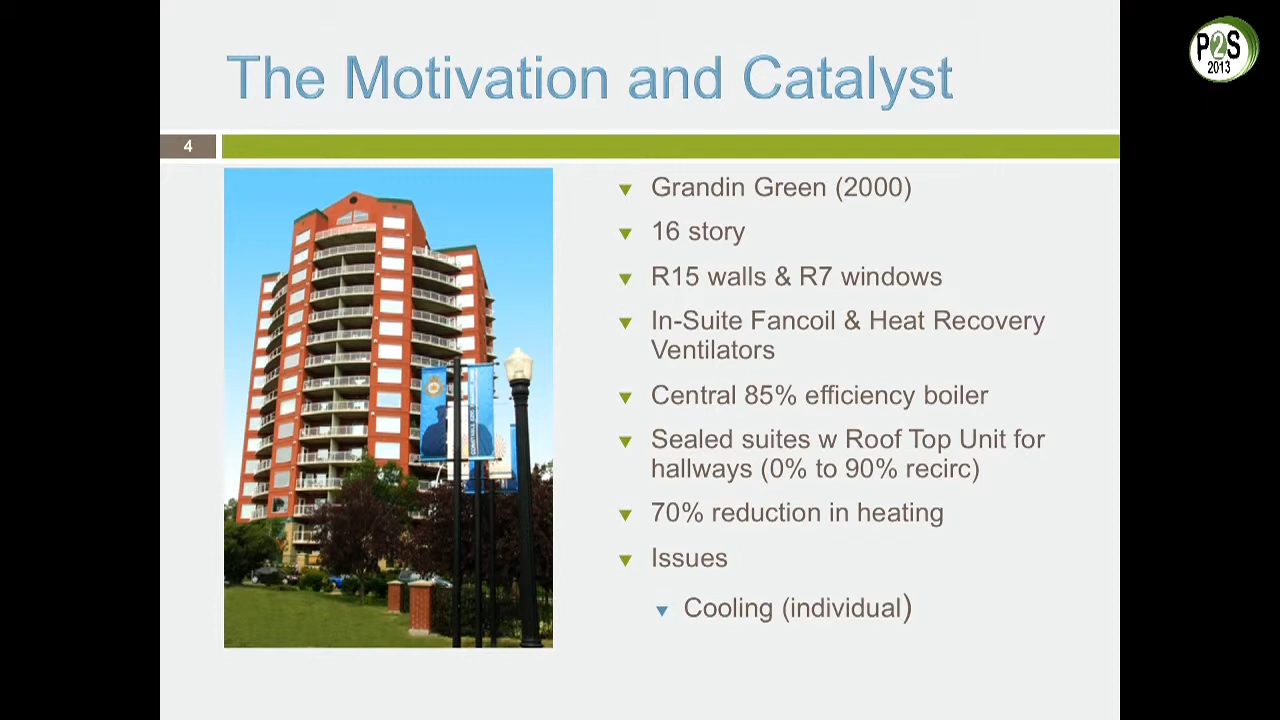 The Motivation and Catalyst
P2S
2013
4
Grandin Green (2000)
16 story
R15 walls & R7 windows
In-Suite Fancoil & Heat Recovery
Ventilators
Central 85% efficiency boiler
Sealed suites w Roof Top Unit for
hallways (0% to 90% recirc)
70% reduction in heating
Issues
Cooling (individual)